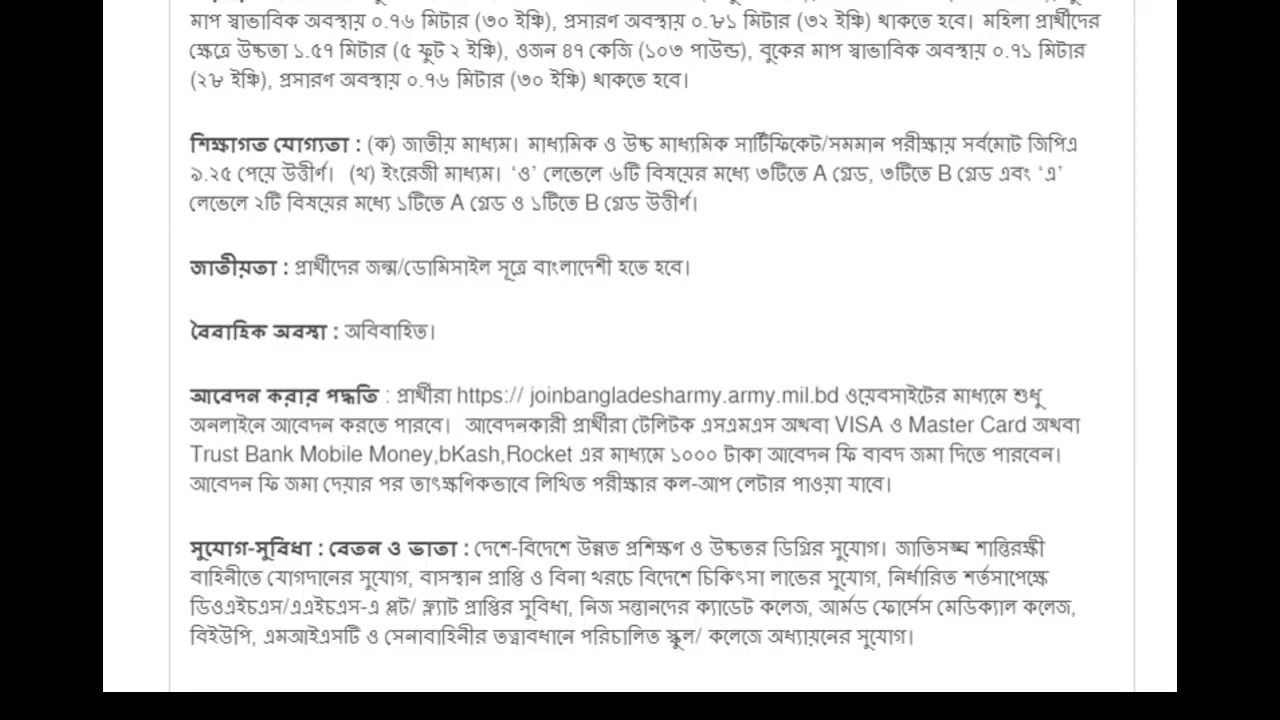 মাপ স্বাভাবিক অবস্থায় ০.৭৬ মিটার (৩০ ইঞ্চি), প্রসারণ অবস্থায় ০.৮১ মিটার (৩২ ইঞ্চি) থাকতে হবে। মহিলা প্রার্থীদের
ক্ষেত্রে উচ্চতা ১.৫৭ মিটার (৫ ফুট ২ ইঞ্চি), ওজন ৪৭ কেজি (১০৩ পাউন্ড), বুকের মাপ স্বাভাবিক অবস্থায় ০.৭১ মিটার
(২৮ ইঞ্চি), প্রসারণ অবস্থায় ০.৭৬ মিটার (৩০ ইঞ্চি) থাকতে হবে।
শিক্ষাগত যোগ্যতা : (ক) জাতীয় মাধ্যম। মাধ্যমিক ও উচ্চ মাধ্যমিক সার্টিফিকেট/সমমান পরীক্ষায় সর্বমোট জিপিএ
৯.২৫ পেয়ে উত্তীর্ণ। (খ) ইংরেজী মাধ্যম। ‘ও’ লেভেলে ৬টি বিষয়ের মধ্যে ৩টিতে A গ্রেড, ৩টিতে B গ্রেড এবং ‘এ’
লেভেলে ২টি বিষয়ের মধ্যে ১টিতে A গ্রেড ও ১টিতে B গ্রেড উত্তীর্ণ।
জাতীয়তা : প্রার্থীদের জন্ম/ডোমিসাইল সূত্রে বাংলাদেশী হতে হবে।
বৈবাহিক অবস্থা : অবিবাহিত।
আবেদন করার পদ্ধতি : প্রার্থীরা https:// joinbangladesharmy.army.mil.bd ওয়েবসাইটের মাধ্যমে শুধু
অনলাইনে আবেদন করতে পারবে। আবেদনকারী প্রার্থীরা টেলিটক এসএমএস অথবা VISA ও Master Card অথবা
Trust Bank Mobile Money,bKash,Rocket এর মাধ্যমে ১০০০ টাকা আবেদন ফি বাবদ জমা দিতে পারবেন।
আবেদন ফি জমা দেয়ার পর তাৎক্ষণিকভাবে লিখিত পরীক্ষার কল-আপ লেটার পাওয়া যাবে।
সুযোগ-সুবিধা : বেতন ও ভাতা : দেশে-বিদেশে উন্নত প্রশিক্ষণ ও উচ্চতর ডিগ্রির সুযোগ। জাতিসঙ্ঘ শান্তিরক্ষী
বাহিনীতে যোগদানের সুযোগ, বাসস্থান প্রাপ্তি ও বিনা খরচে বিদেশে চিকিৎসা লাভের সুযোগ, নির্ধারিত শর্তসাপেক্ষে
ডিওএইচএস/এএইচএস-এ প্লট/ ফ্ল্যাট প্রাপ্তির সুবিধা, নিজ সন্তানদের ক্যাডেট কলেজ, আর্মড ফোর্সেস মেডিক্যাল কলেজ,
বিইউপি, এমআইএসটি ও সেনাবাহিনীর তত্ত্বাবধানে পরিচালিত স্কুল/ কলেজে অধ্যায়নের সুযোগ।